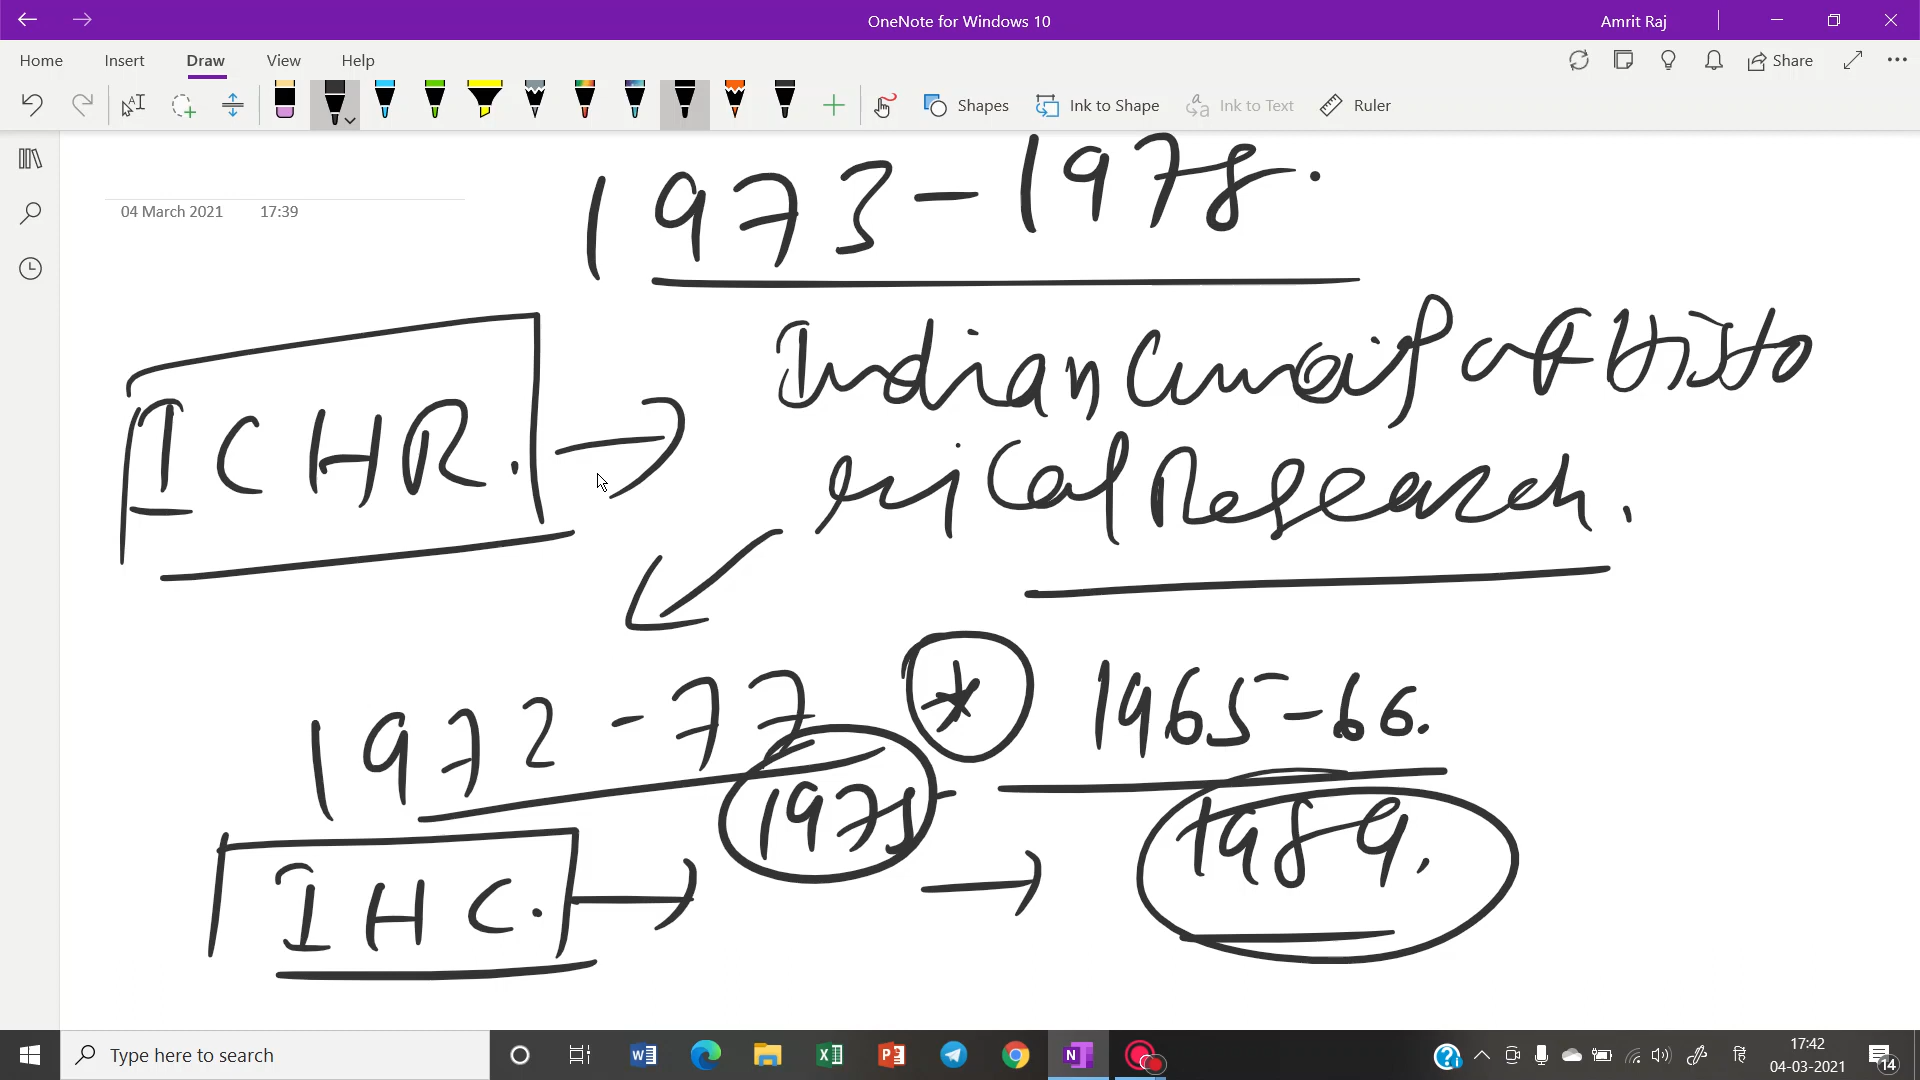 OneNote for Windows 10
Amrit Raj
Home Insert Draw View Help
Share
Shapes Ink to Shape Ink to Text Ruler
1973-1978.
04 March 2021 17:39
ICHR. → Indian Council of Histo
rical Research.
1972-77 * 1965-66.
1975
IHC. → → 1989.
Type here to search
हि
17:42
04-03-2021
14